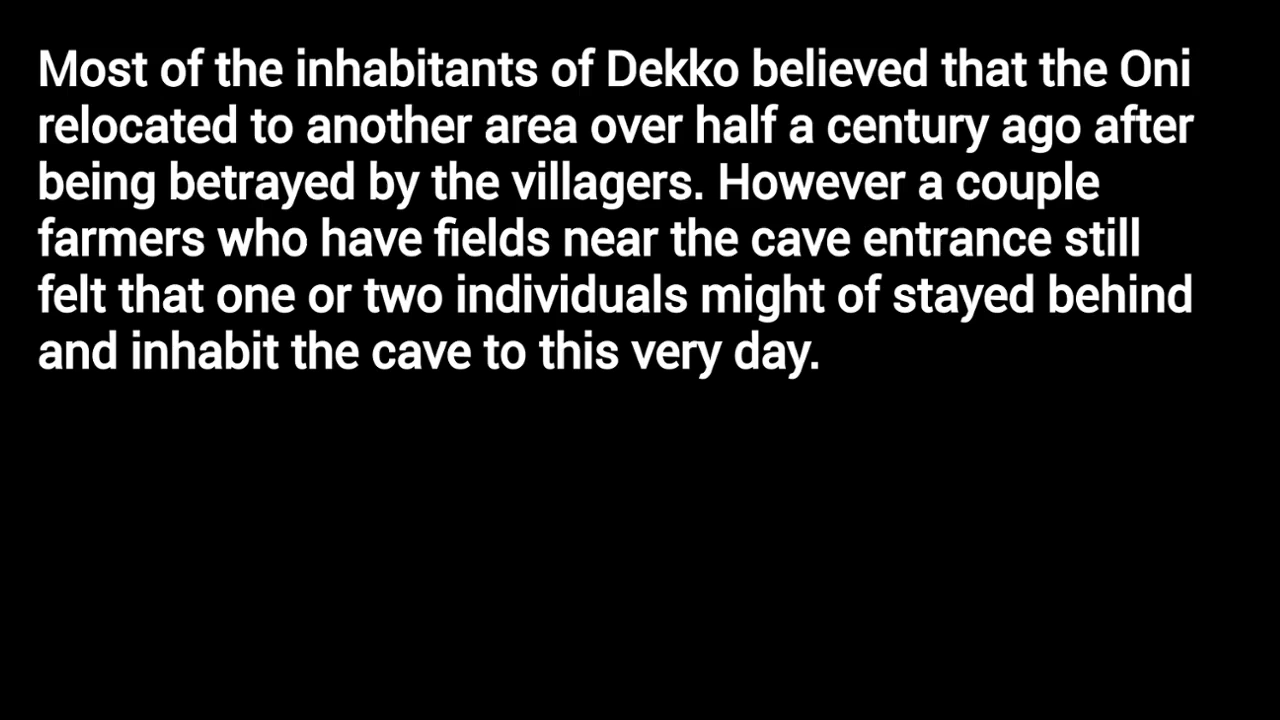 Most of the inhabitants of Dekko believed that the Oni
relocated to another area over half a century ago after
being betrayed by the villagers. However a couple
farmers who have fields near the cave entrance still
felt that one or two individuals might of stayed behind
and inhabit the cave to this very day.